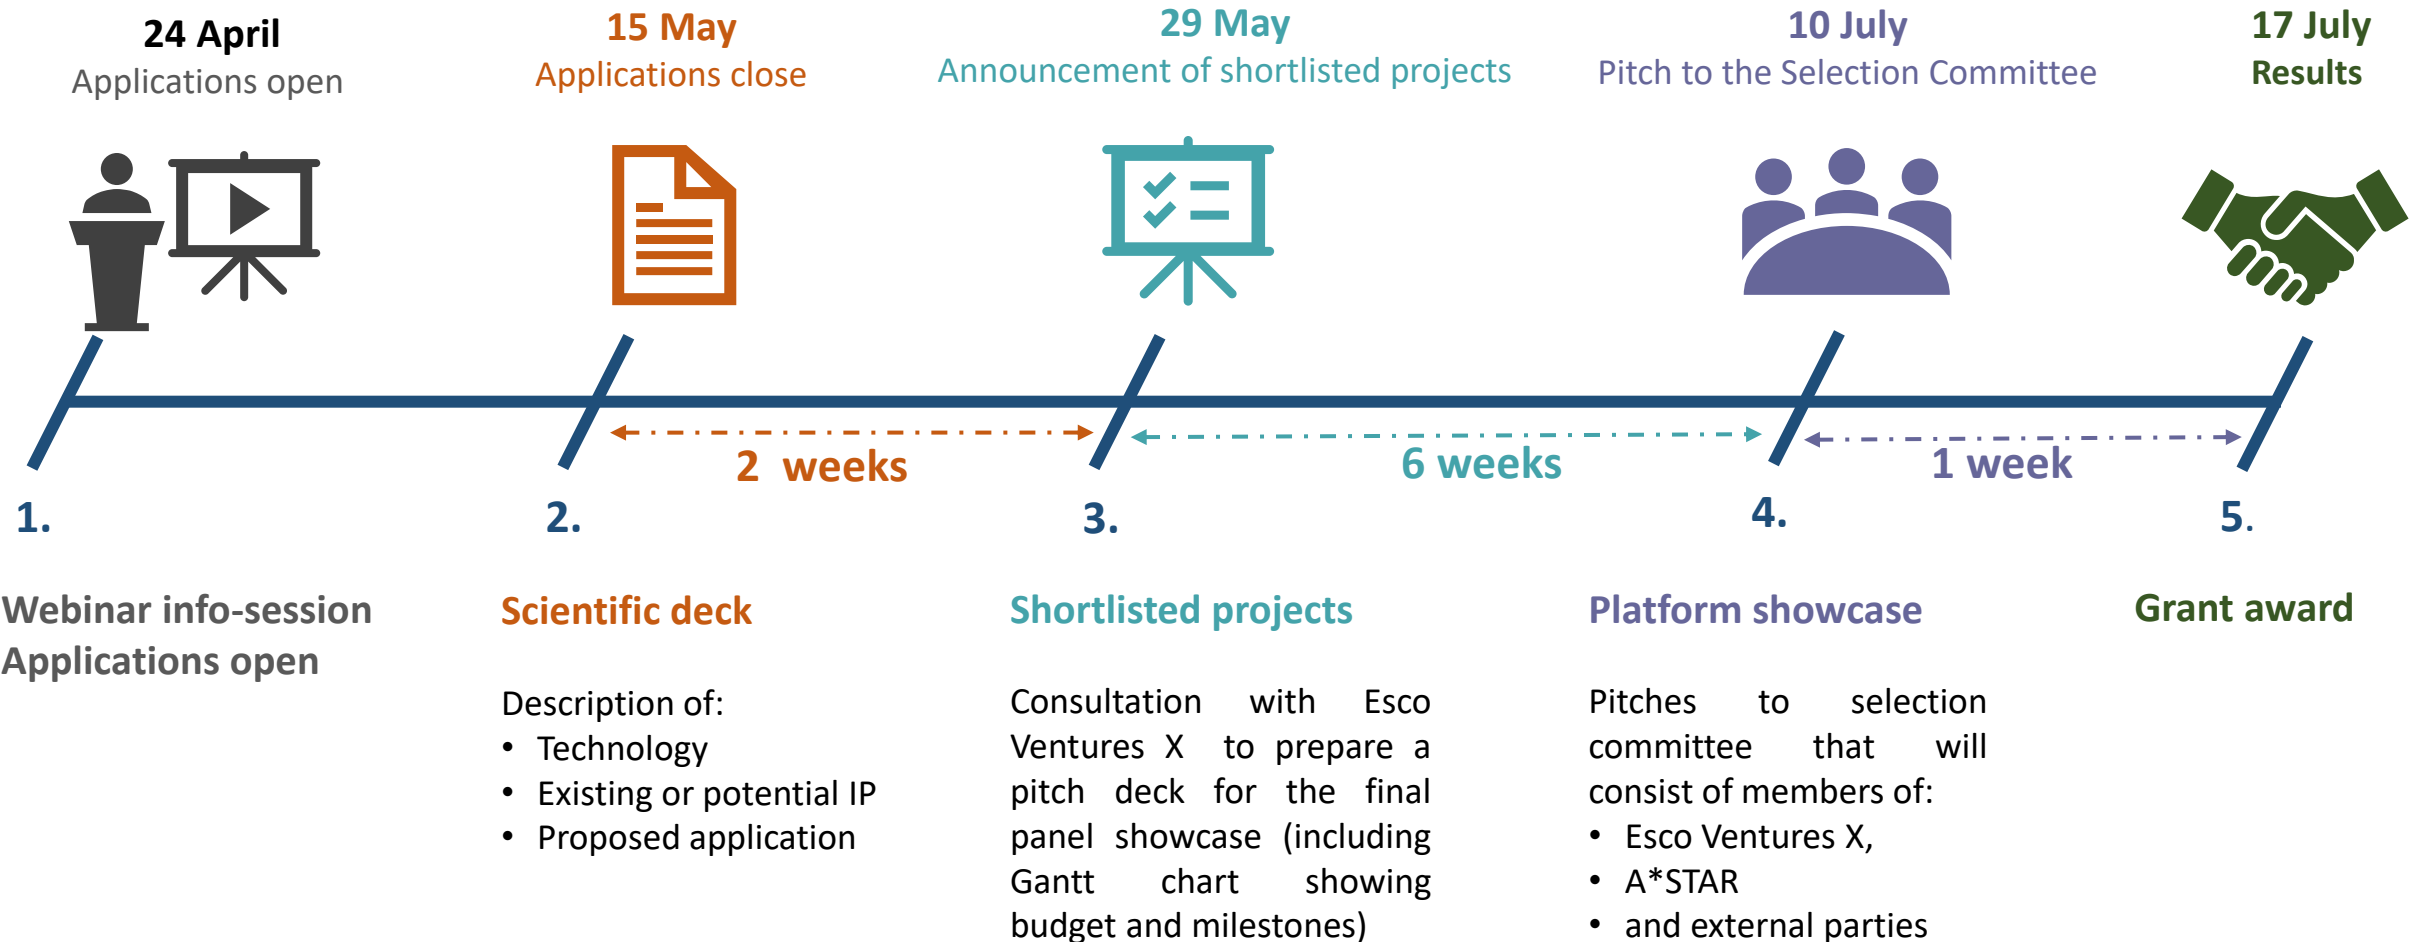 24 April
Applications open
15 May
Applications close
29 May
Announcement of shortlisted projects
10 July
Pitch to the Selection Committee
17 July
Results
2 weeks
6 weeks
1 week
1.
2.
3.
4.
5.
Webinar info-session
Applications open
Scientific deck
Description of:
• Technology
• Existing or potential IP
• Proposed application
Shortlisted projects
Consultation with Esco
Ventures X to prepare a
pitch deck for the final
panel showcase (including
Gantt chart showing
budget and milestones)
Platform showcase
Pitches to selection
committee that will
consist of members of:
• Esco Ventures X,
• A*STAR
• and external parties
Grant award